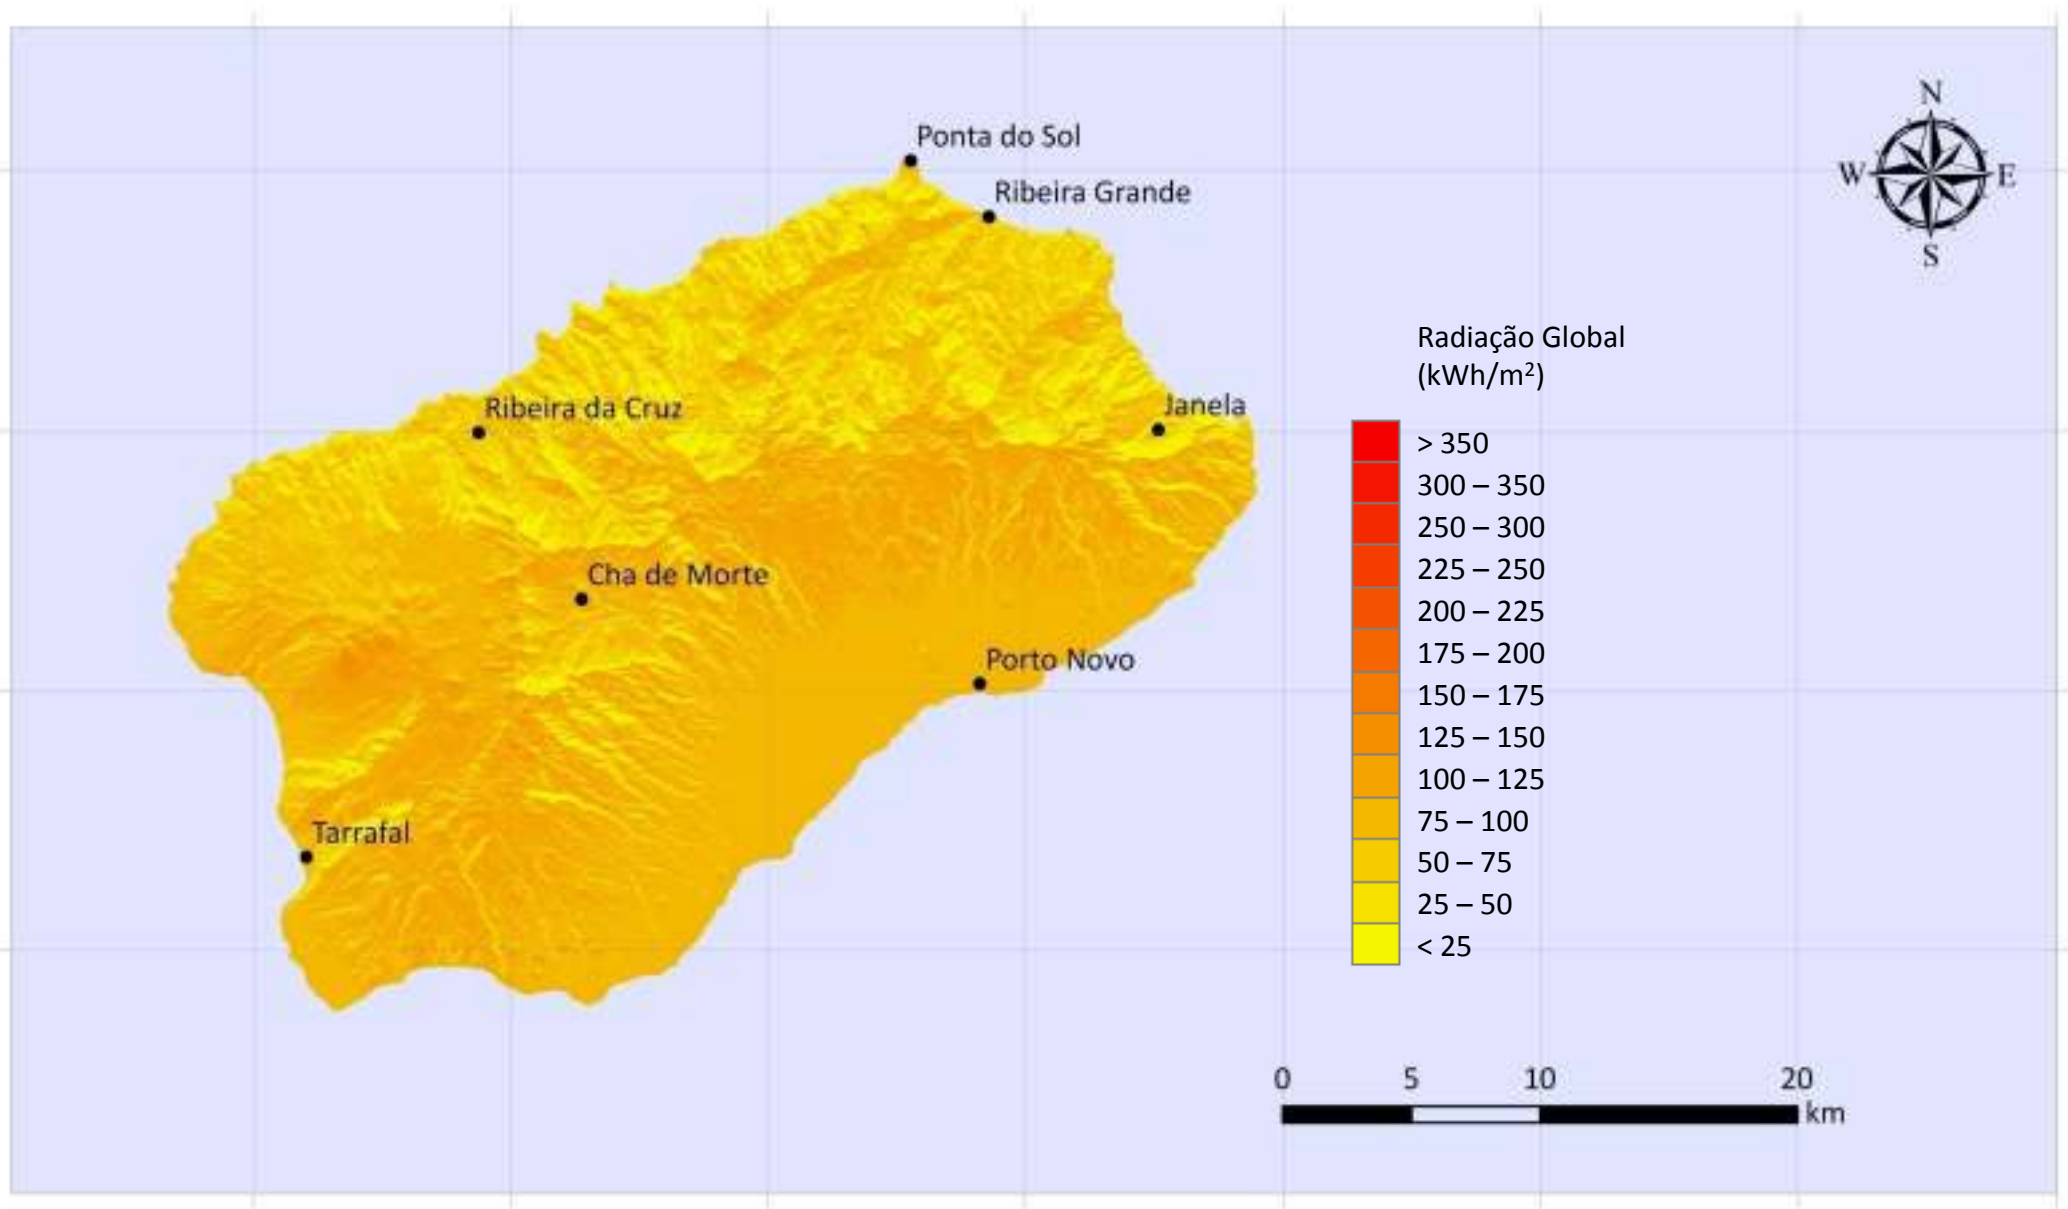 N
W
E
S
Ponta do Sol
Ribeira Grande
Ribeira da Cruz
Janela
Cha de Morte
Porto Novo
Tarrafal
Radiação Global
(kWh/m²)
> 350
300 – 350
250 – 300
225 – 250
200 – 225
175 – 200
150 – 175
125 – 150
100 – 125
75 – 100
50 – 75
25 – 50
< 25
0 5 10 20
km